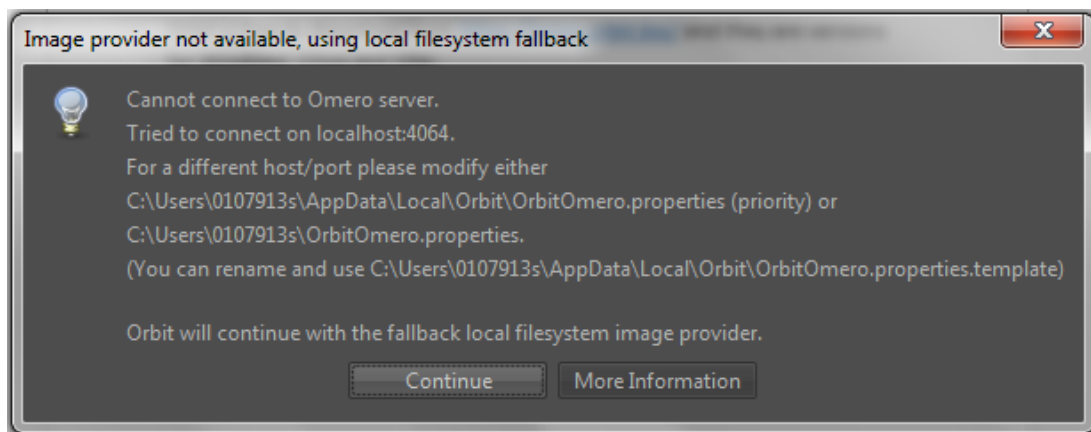 Image provider not available, using local filesystem fallback
Cannot connect to Omero server.
Tried to connect on localhost:4064.
For a different host/port please modify either
C:\Users\0107913s\AppData\Local\Orbit\OrbitOmero.properties (priority) or
C:\Users\0107913s\OrbitOmero.properties.
(You can rename and use C:\Users\0107913s\AppData\Local\Orbit\OrbitOmero.properties.template)
Orbit will continue with the fallback local filesystem image provider.
Continue More Information